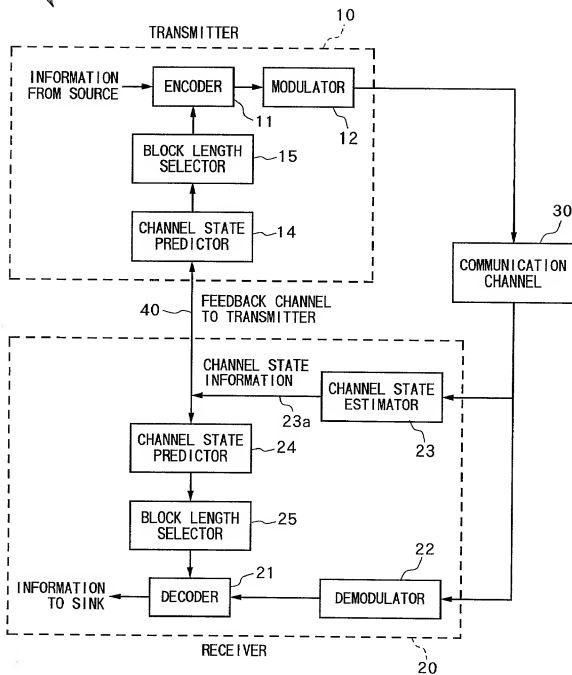 TRANSMITTER
10
INFORMATION
FROM SOURCE
ENCODER
11
MODULATOR
12
BLOCK LENGTH
SELECTOR
15
CHANNEL STATE
PREDICTOR
14
30
COMMUNICATION
CHANNEL
40
FEEDBACK CHANNEL
TO TRANSMITTER
CHANNEL STATE
INFORMATION
23a
CHANNEL STATE
ESTIMATOR
23
CHANNEL STATE
PREDICTOR
24
BLOCK LENGTH
SELECTOR
25
INFORMATION
TO SINK
DECODER
21
DEMODULATOR
22
RECEIVER
20